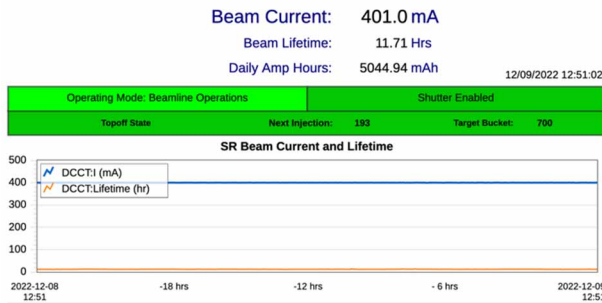 Beam Current: 401.0 mA
Beam Lifetime: 11.71 Hrs
Daily Amp Hours: 5044.94 mAh
12/09/2022 12:51:02
Operating Mode: Beamline Operations Shutter Enabled
Topoff State Next Injection: 193 Target Bucket: 700
SR Beam Current and Lifetime
500
DCCT:I (mA)
400
DCCT:Lifetime (hr)
300
200
100
0
2022-12-08 -18 hrs -12 hrs - 6 hrs 2022-12-09
12:51 12:51